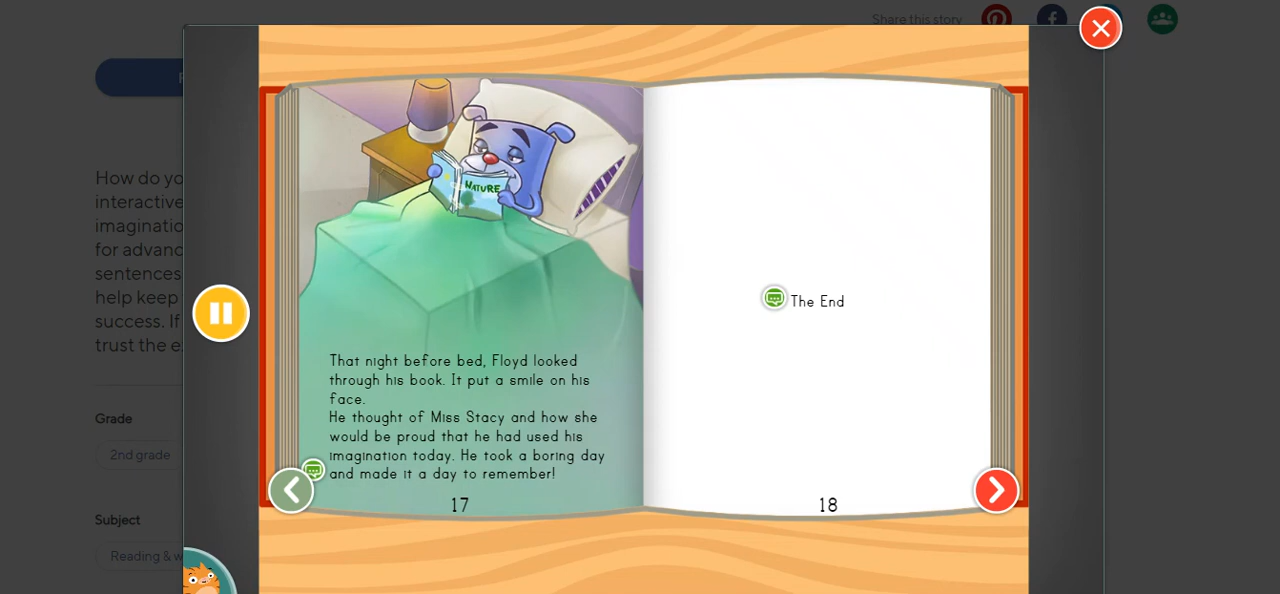 Share this story
How do yo
interactive
imaginatio
for advanc
sentences
help keep
success. If
trust the e
Grade
2nd grade
Subject
Reading & w
NATURE
That night before bed, Floyd looked
through his book. It put a smile on his
face.
He thought of Miss Stacy and how she
would be proud that he had used his
imagination today. He took a boring day
and made it a day to remember!
17
The End
18